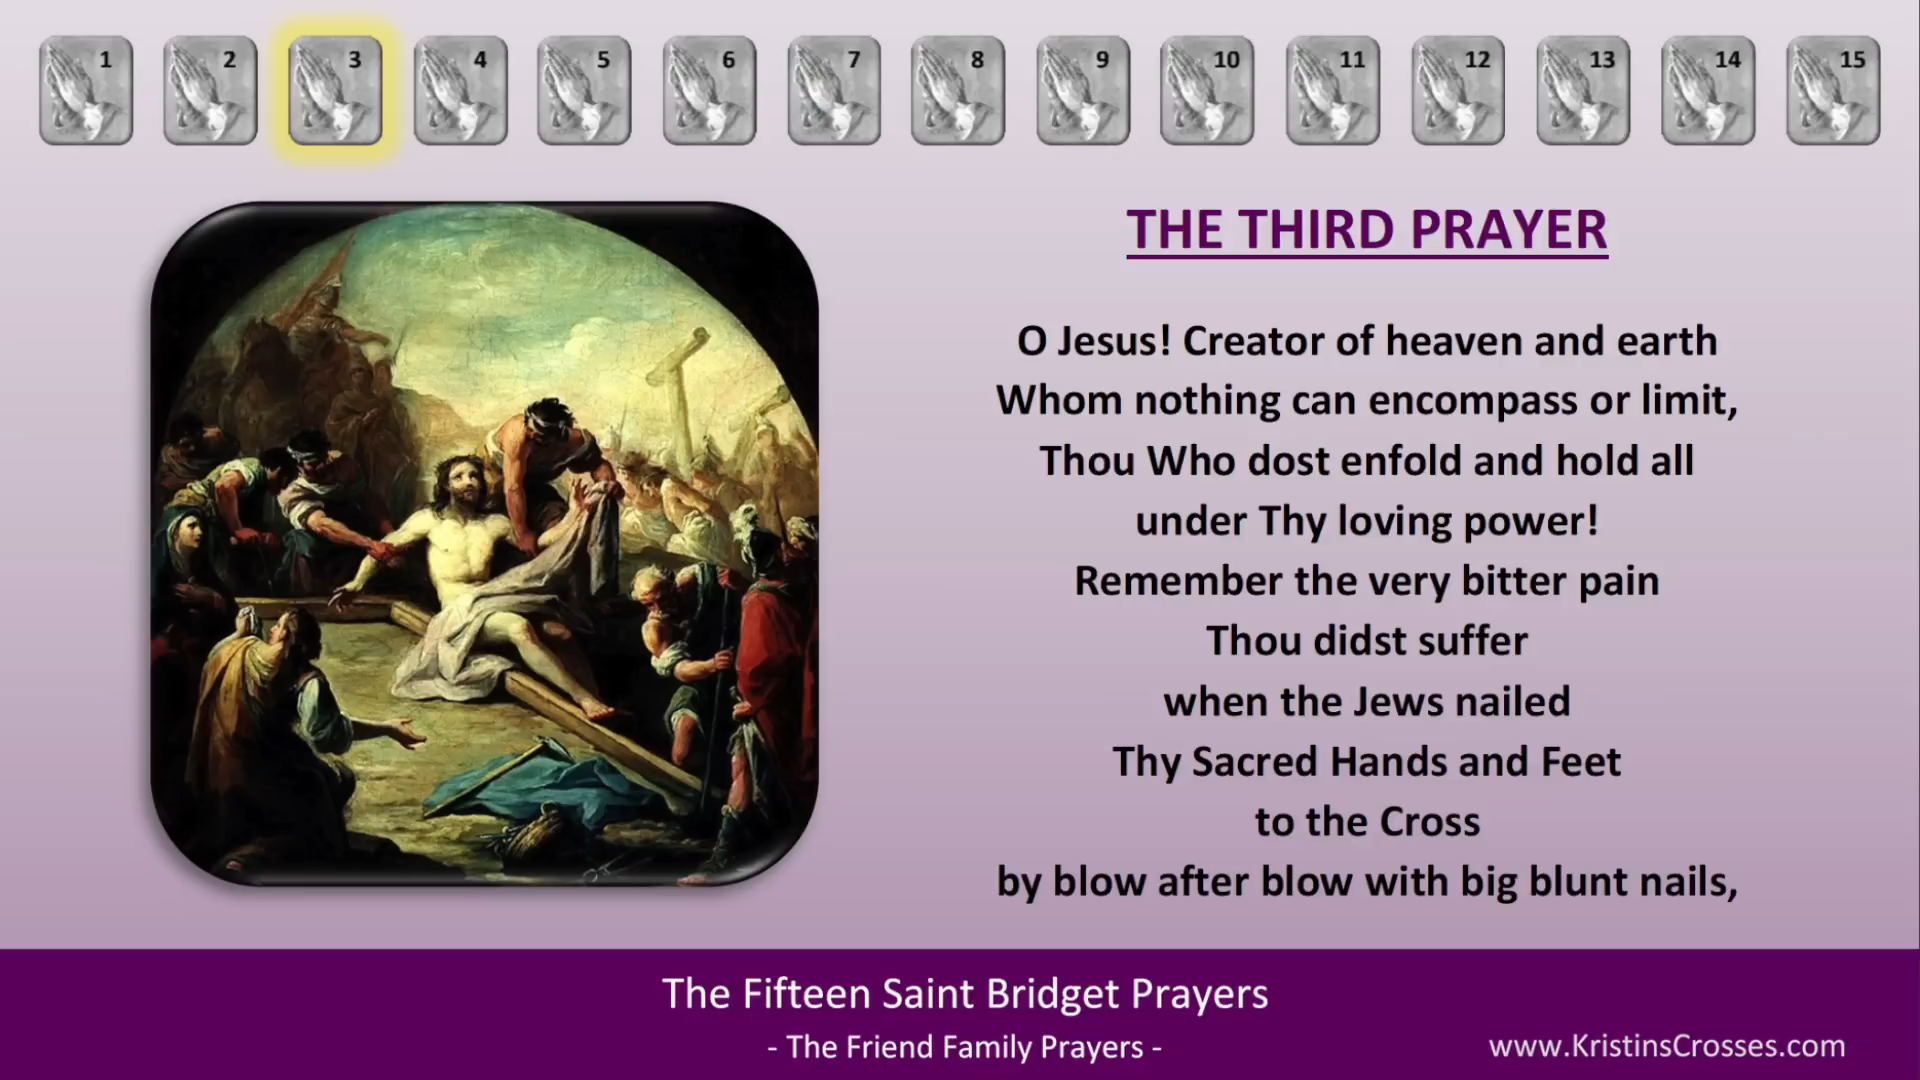 1 2 3 4 5 6 7 8 9 10 11 12 13 14 15
THE THIRD PRAYER
O Jesus! Creator of heaven and earth
Whom nothing can encompass or limit,
Thou Who dost enfold and hold all
under Thy loving power!
Remember the very bitter pain
Thou didst suffer
when the Jews nailed
Thy Sacred Hands and Feet
to the Cross
by blow after blow with big blunt nails,
The Fifteen Saint Bridget Prayers
- The Friend Family Prayers -
www.KristinsCrosses.com